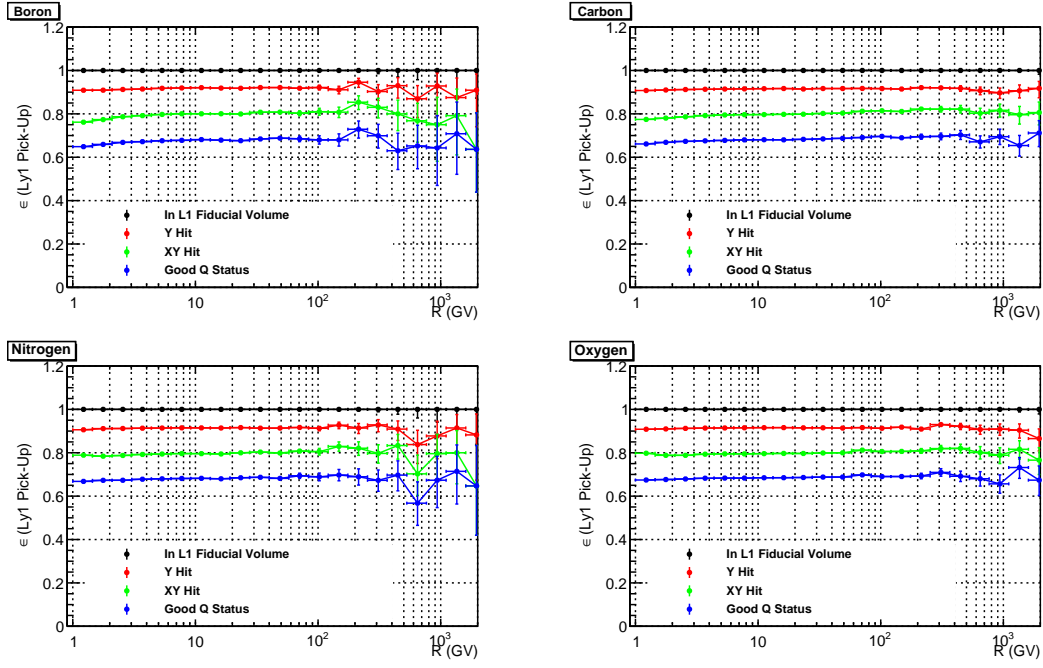 Boron
1.2
1
0.8
0.6
0.4
0.2
0
ϵ (Ly1 Pick-Up)
In L1 Fiducial Volume
Y Hit
XY Hit
Good Q Status
1 10 10² 10³
R (GV)
Carbon
1.2
1
0.8
0.6
0.4
0.2
0
ϵ (Ly1 Pick-Up)
In L1 Fiducial Volume
Y Hit
XY Hit
Good Q Status
1 10 10² 10³
R (GV)
Nitrogen
1.2
1
0.8
0.6
0.4
0.2
0
ϵ (Ly1 Pick-Up)
In L1 Fiducial Volume
Y Hit
XY Hit
Good Q Status
1 10 10² 10³
R (GV)
Oxygen
1.2
1
0.8
0.6
0.4
0.2
0
ϵ (Ly1 Pick-Up)
In L1 Fiducial Volume
Y Hit
XY Hit
Good Q Status
1 10 10² 10³
R (GV)